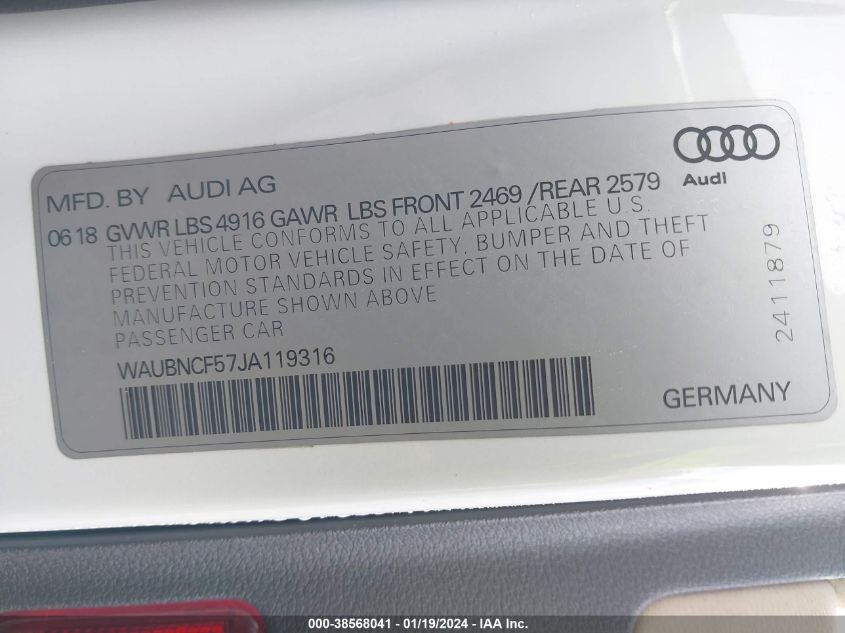 MFD. BY AUDI AG
Audi
06 18 GVWR LBS 4916 GAWR LBS FRONT 2469 /REAR 2579
THIS VEHICLE CONFORMS TO ALL APPLICABLE U.S.
FEDERAL MOTOR VEHICLE SAFETY, BUMPER AND THEFT
PREVENTION STANDARDS IN EFFECT ON THE DATE OF
MANUFACTURE SHOWN ABOVE
PASSENGER CAR
WAUBNCF57JA119316
GERMANY
2411879
000-38568041 - 01/19/2024 - IAA Inc.